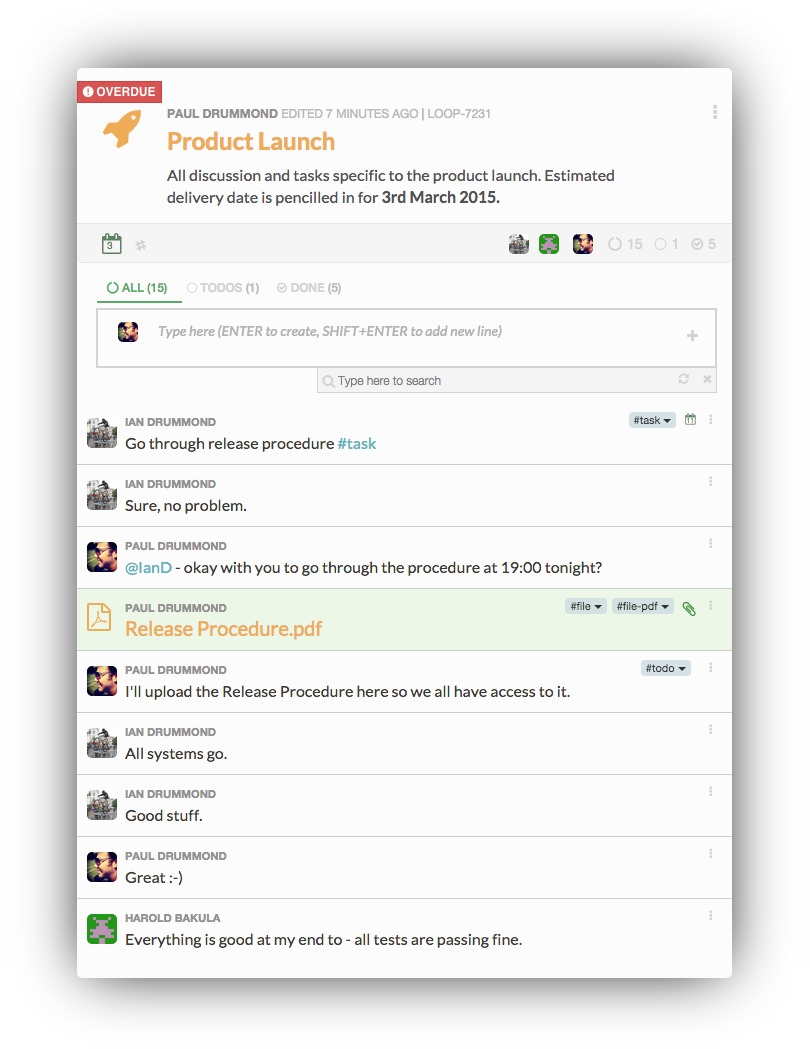 OVERDUE
PAUL DRUMMOND EDITED 7 MINUTES AGO | LOOP-7231
Product Launch
All discussion and tasks specific to the product launch. Estimated
delivery date is pencilled in for 3rd March 2015.
3
15 1 5
ALL (15) TODOS (1) DONE (5)
Type here (ENTER to create, SHIFT+ENTER to add new line)
Type here to search
IAN DRUMMOND #task 11
Go through release procedure #task
IAN DRUMMOND
Sure, no problem.
PAUL DRUMMOND
@IanD - okay with you to go through the procedure at 19:00 tonight?
PAUL DRUMMOND #file #file-pdf
Release Procedure.pdf
PAUL DRUMMOND #todo
I'll upload the Release Procedure here so we all have access to it.
IAN DRUMMOND
All systems go.
IAN DRUMMOND
Good stuff.
PAUL DRUMMOND
Great :-)
HAROLD BAKULA
Everything is good at my end to - all tests are passing fine.